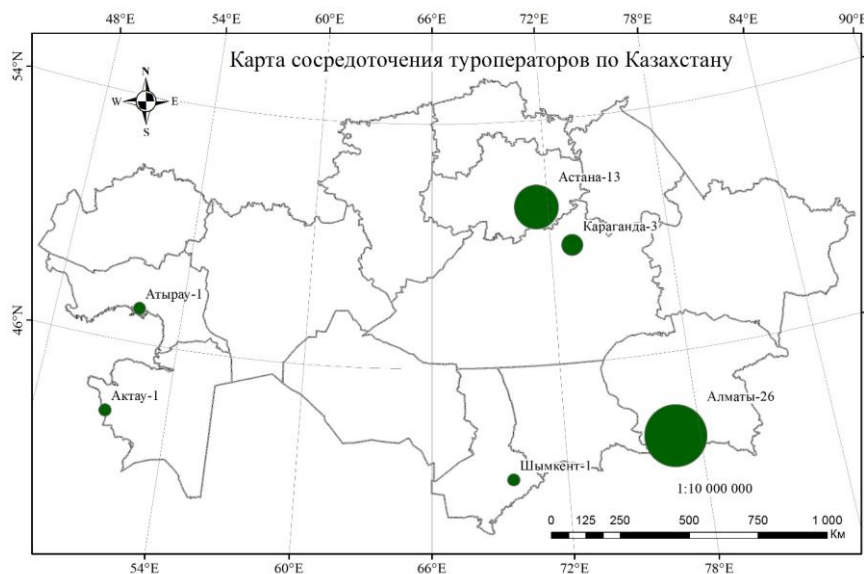 48°E 54°E 60°E 66°E 72°E 78°E 84°E 90°E
54°N
Карта сосредоточения туроператоров по Казахстану
N
W E
S
Астана-13
Караганда-3
Атырау-1
46°N
Актау-1
Алматы-26
Шымкент-1
1:10 000 000
0 125 250 500 750 1 000
Км
54°E 60°E 66°E 72°E 78°E
54°N
46°N